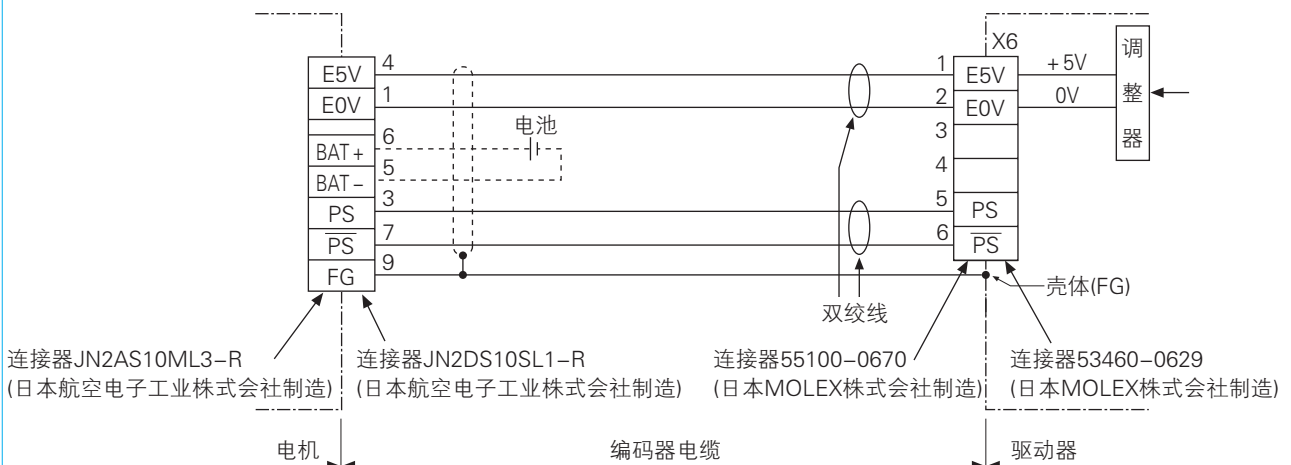 X6
调整器
E5V 4
1 E5V
+5V
E0V 1
2 E0V
0V
3
电池
BAT+ 6
4
BAT− 5
PS 3
5 PS
PS 7
6 PS
FG 9
壳体(FG)
双绞线
连接器JN2AS10ML3−R
(日本航空电子工业株式会社制造)
连接器JN2DS10SL1−R
(日本航空电子工业株式会社制造)
连接器55100−0670
(日本MOLEX株式会社制造)
连接器53460−0629
(日本MOLEX株式会社制造)
电机
编码器电缆
驱动器